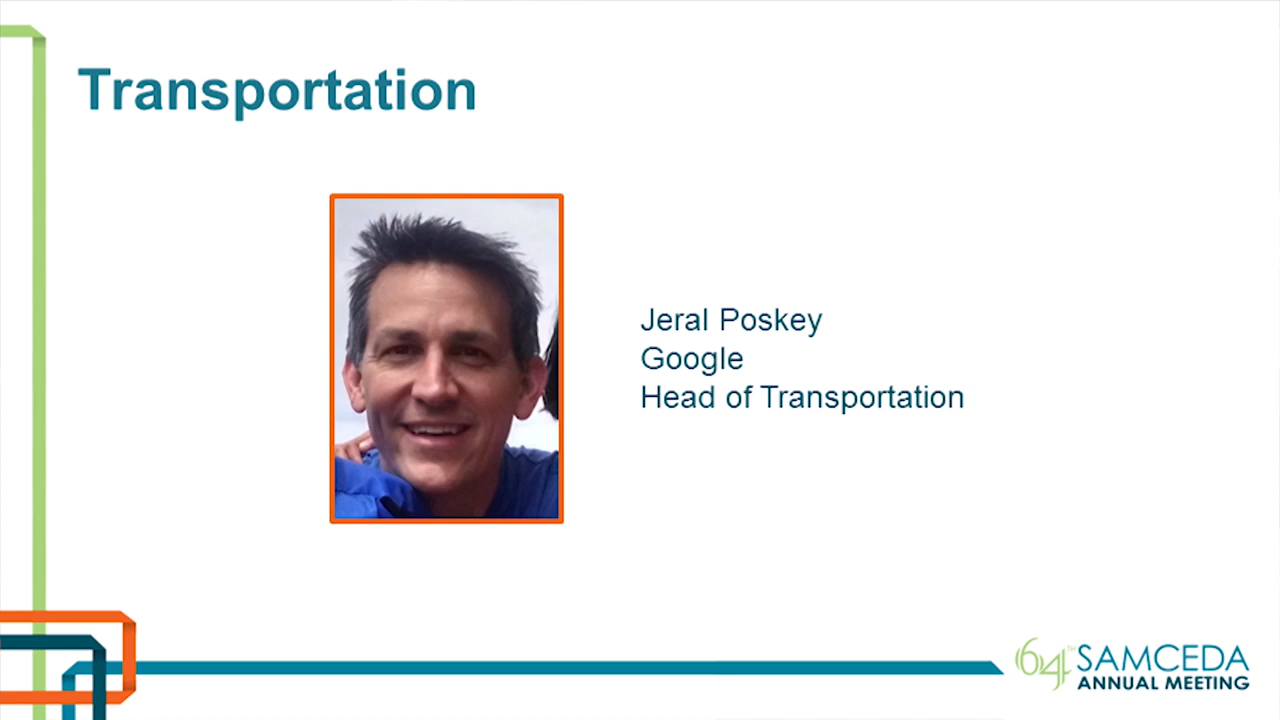 Transportation
Jeral Poskey
Google
Head of Transportation
64TH SAMCEDA
ANNUAL MEETING